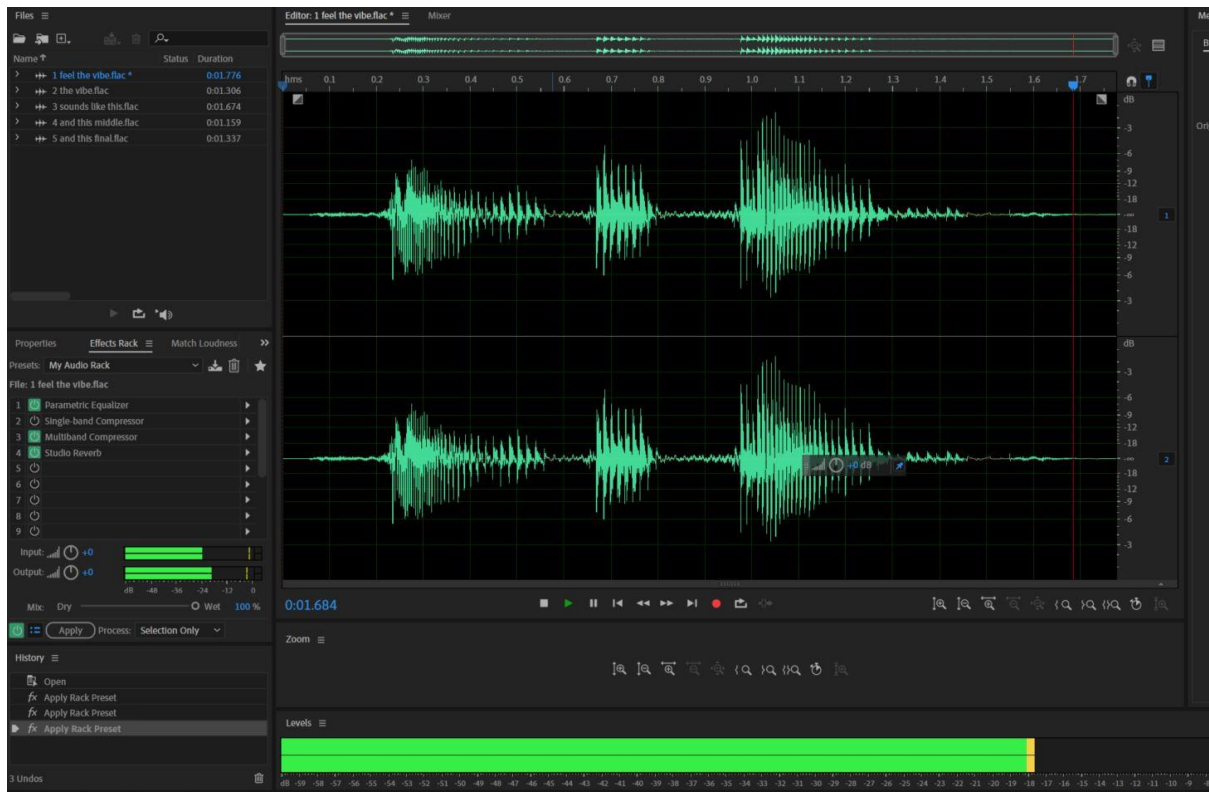 Files
Name Status Duration
1 feel the vibe.flac * 0:01.776
2 the vibe.flac 0:01.306
3 sounds like this.flac 0:01.674
4 and this middle.flac 0:01.159
5 and this final.flac 0:01.337
Properties Effects Rack Match Loudness
Presets: My Audio Rack
File: 1 feel the vibe.flac
1 Parametric Equalizer
2 Single-band Compressor
3 Multiband Compressor
4 Studio Reverb
5
6
7
8
9
Input: +0
Output: +0
dB -48 -36 -24 -12 0
Mix: Dry Wet 100 %
Apply Process: Selection Only
History
Open
fx Apply Rack Preset
fx Apply Rack Preset
fx Apply Rack Preset
3 Undos
Editor: 1 feel the vibe.flac * Mixer
hms 0.1 0.2 0.3 0.4 0.5 0.6 0.7 0.8 0.9 1.0 1.1 1.2 1.3 1.4 1.5 1.6 1.7
dB
-3
-6
-9
-12
-18
-∞
-18
-12
-9
-6
-3
1
dB
-3
-6
-9
-12
-18
-∞
-18
-12
-9
-6
-3
2
+0 dB
0:01.684
Zoom
Levels
dB -59 -58 -57 -56 -55 -54 -53 -52 -51 -50 -49 -48 -47 -46 -45 -44 -43 -42 -41 -40 -39 -38 -37 -36 -35 -34 -33 -32 -31 -30 -29 -28 -27 -26 -25 -24 -23 -22 -21 -20 -19 -18 -17 -16 -15 -14 -13 -12 -11 -10 -9